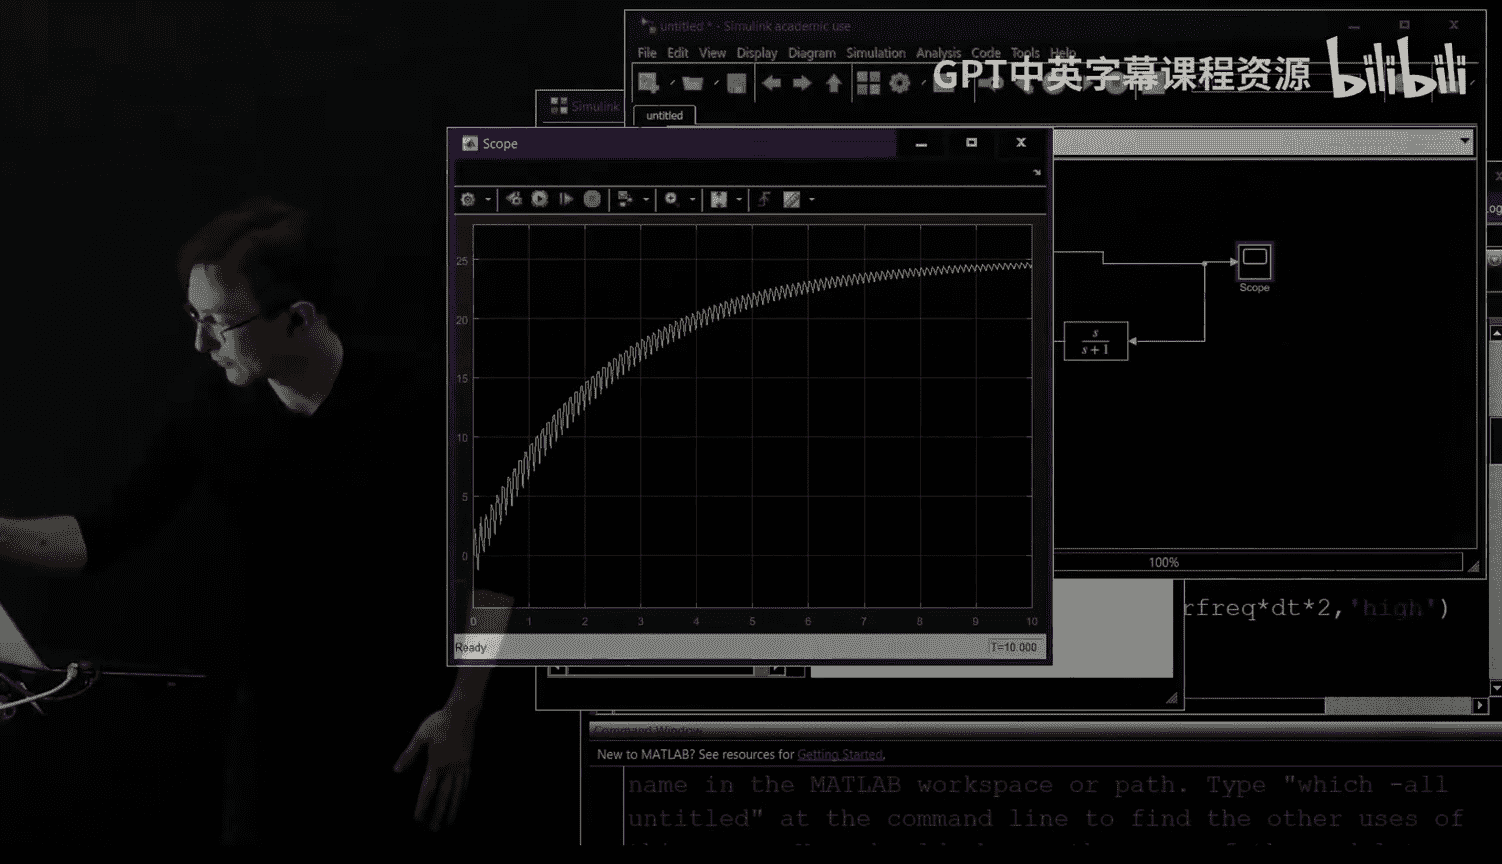 untitled * - Simulink academic use
File Edit View Display Diagram Simulation Analysis Code Tools Help
GPT中英字幕课程资源 bilibili
Simulink
untitled
Scope
25
20
15
10
5
0
0 1 2 3 4 5 6 7 8 9 10
Ready T=10.000
Scope
s
s + 1
100%
rfreq*dt*2,'high')
Command Window
New to MATLAB? See resources for Getting Started.
name in the MATLAB workspace or path. Type "which -all
untitled" at the command line to find the other uses of